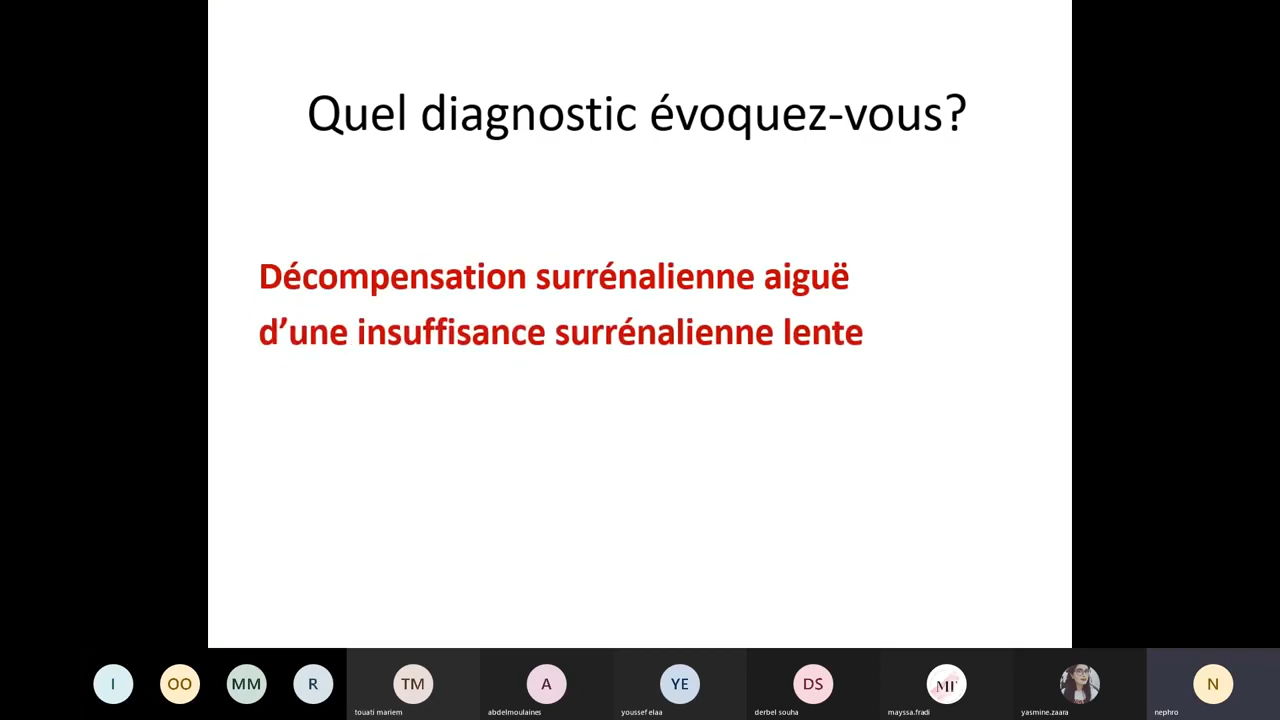 Quel diagnostic évoquez-vous?
Décompensation surrénalienne aiguë
d’une insuffisance surrénalienne lente
I
OO
MM
R
TM
A
YE
DS
MF
N
touati mariem
abdelmoulaines
youssef elaa
derbel souha
mayssa.fradi
yasmine.zaara
nephro